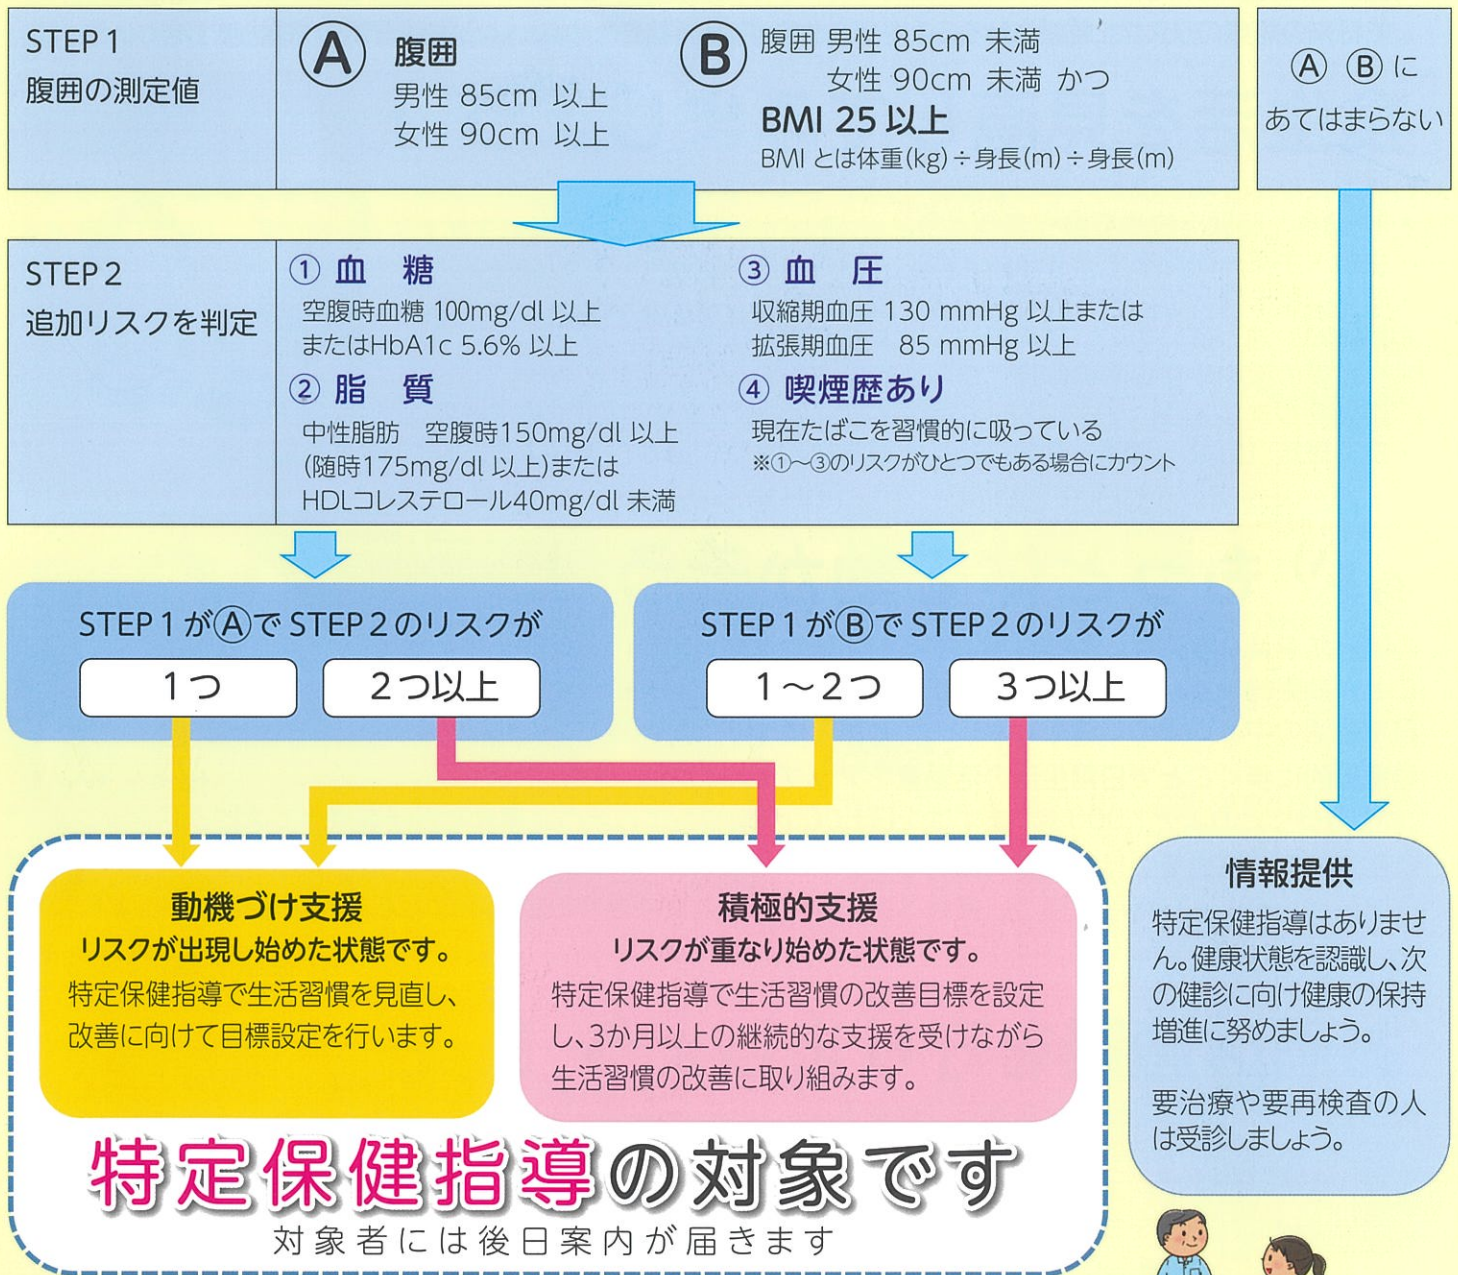 STEP 1
腹囲の測定値
Ⓐ 腹囲
男性 85cm 以上
女性 90cm 以上
Ⓑ 腹囲 男性 85cm 未満
女性 90cm 未満 かつ
BMI 25 以上
BMI とは体重(kg)÷身長(m)÷身長(m)
Ⓐ Ⓑ に
あてはまらない
STEP 2
追加リスクを判定
① 血 糖
空腹時血糖 100mg/dl 以上
またはHbA1c 5.6% 以上
② 脂 質
中性脂肪 空腹時150mg/dl 以上
(随時175mg/dl 以上)または
HDLコレステロール40mg/dl 未満
③ 血 圧
収縮期血圧 130 mmHg 以上または
拡張期血圧 85 mmHg 以上
④ 喫煙歴あり
現在たばこを習慣的に吸っている
※①～③のリスクがひとつでもある場合にカウント
STEP 1 がⒶで STEP 2 のリスクが
1つ
2つ以上
STEP 1 がⒷで STEP 2 のリスクが
1～2つ
3つ以上
動機づけ支援
リスクが出現し始めた状態です。
特定保健指導で生活習慣を見直し、
改善に向けて目標設定を行います。
積極的支援
リスクが重なり始めた状態です。
特定保健指導で生活習慣の改善目標を設定
し、3か月以上の継続的な支援を受けながら
生活習慣の改善に取り組みます。
特定保健指導の対象です
対象者には後日案内が届きます
情報提供
特定保健指導はありませ
ん。健康状態を認識し、次
の健診に向け健康の保持
増進に努めましょう。
要治療や要再検査の人
は受診しましょう。